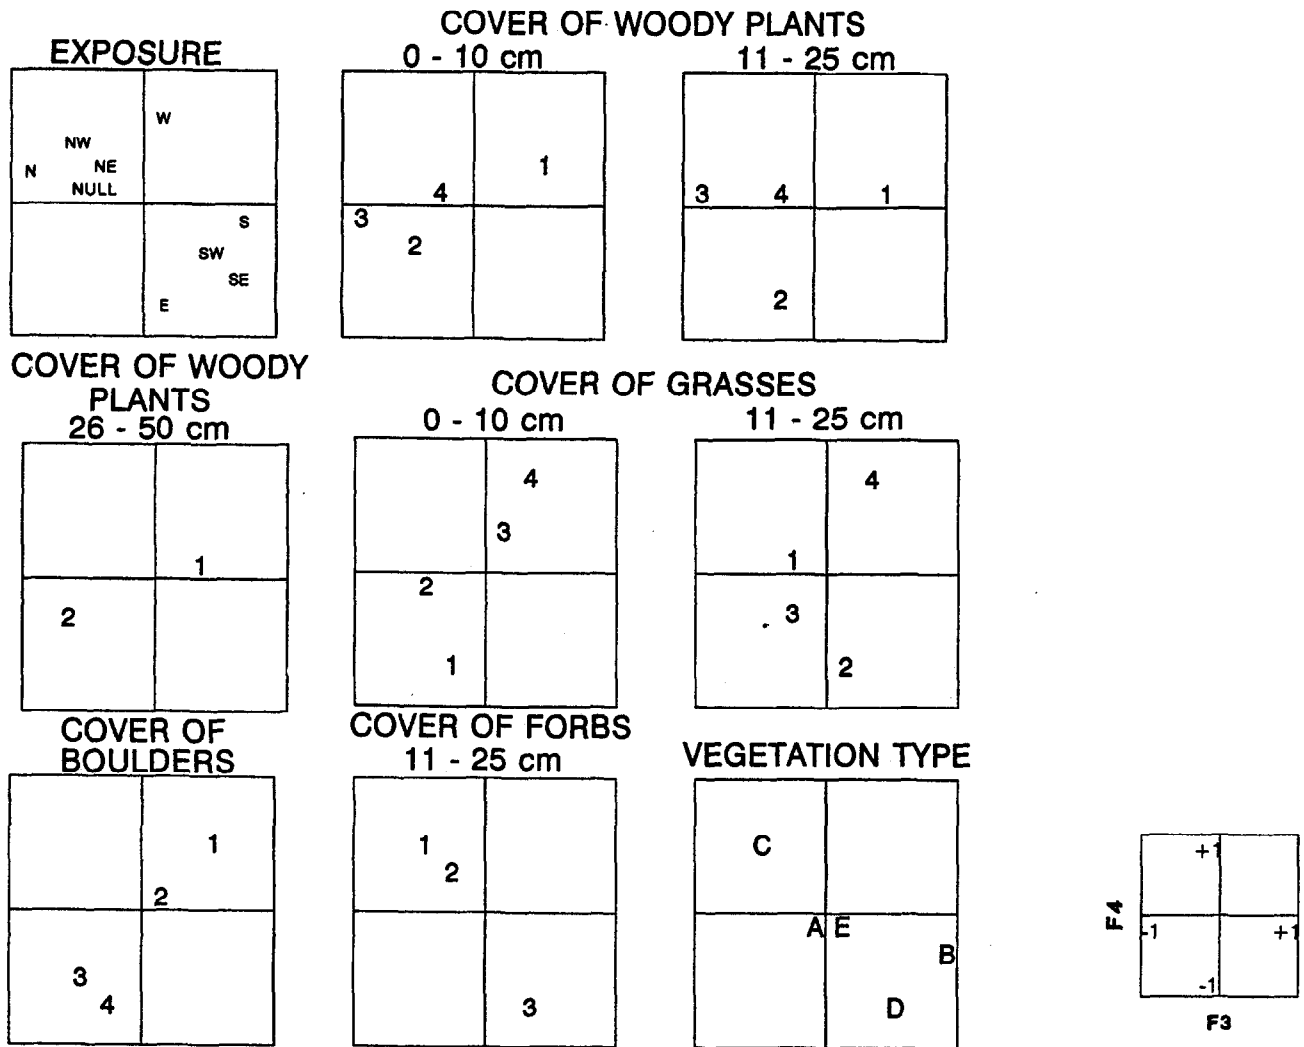 COVER OF WOODY PLANTS
EXPOSURE
0 - 10 cm
11 - 25 cm
W
NW
NE
N
NULL
S
SW
SE
E
1
4
3
2
3
4
1
2
COVER OF WOODY
PLANTS
26 - 50 cm
COVER OF GRASSES
0 - 10 cm
11 - 25 cm
1
2
4
3
2
1
4
1
3
2
COVER OF
BOULDERS
COVER OF FORBS
11 - 25 cm
VEGETATION TYPE
1
2
3
4
1
2
3
C
A
E
B
D
+1
-1
+1
-1
F4
F3